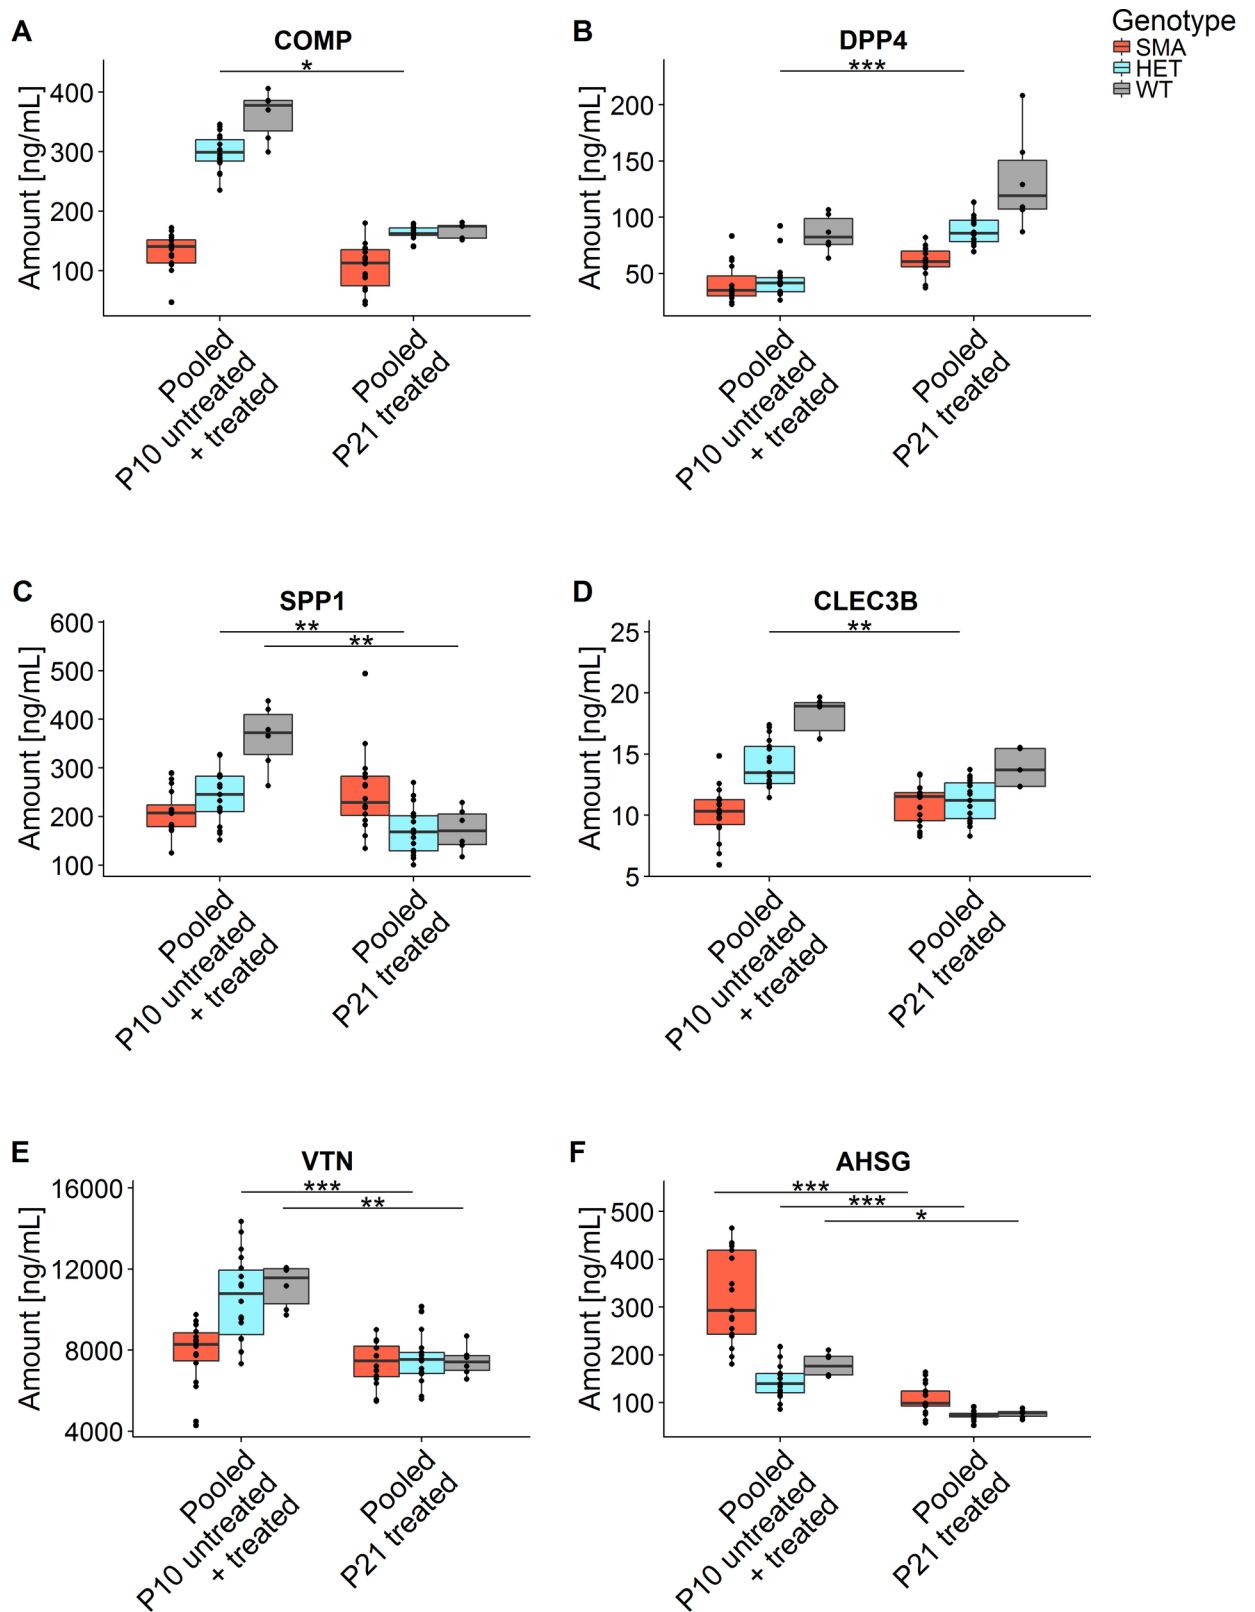 A
COMP
*
Amount [ng/mL]
400
300
200
100
Pooled
P10 untreated
+ treated
Pooled
P21 treated
B
DPP4
***
Amount [ng/mL]
200
150
100
50
Pooled
P10 untreated
+ treated
Pooled
P21 treated
Genotype
SMA
HET
WT
C
SPP1
**
**
Amount [ng/mL]
600
500
400
300
200
100
Pooled
P10 untreated
+ treated
Pooled
P21 treated
D
CLEC3B
**
Amount [ng/mL]
25
20
15
10
5
Pooled
P10 untreated
+ treated
Pooled
P21 treated
E
VTN
***
**
Amount [ng/mL]
16000
12000
8000
4000
Pooled
P10 untreated
+ treated
Pooled
P21 treated
F
AHSG
***
***
*
Amount [ng/mL]
500
400
300
200
100
Pooled
P10 untreated
+ treated
Pooled
P21 treated